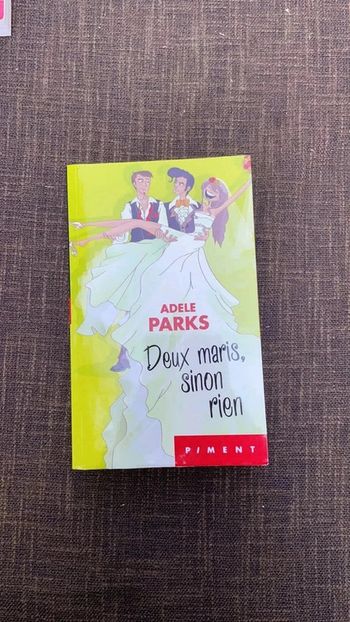 ADELE
PARKS
Deux maris,
sinon
rien
PIMENT